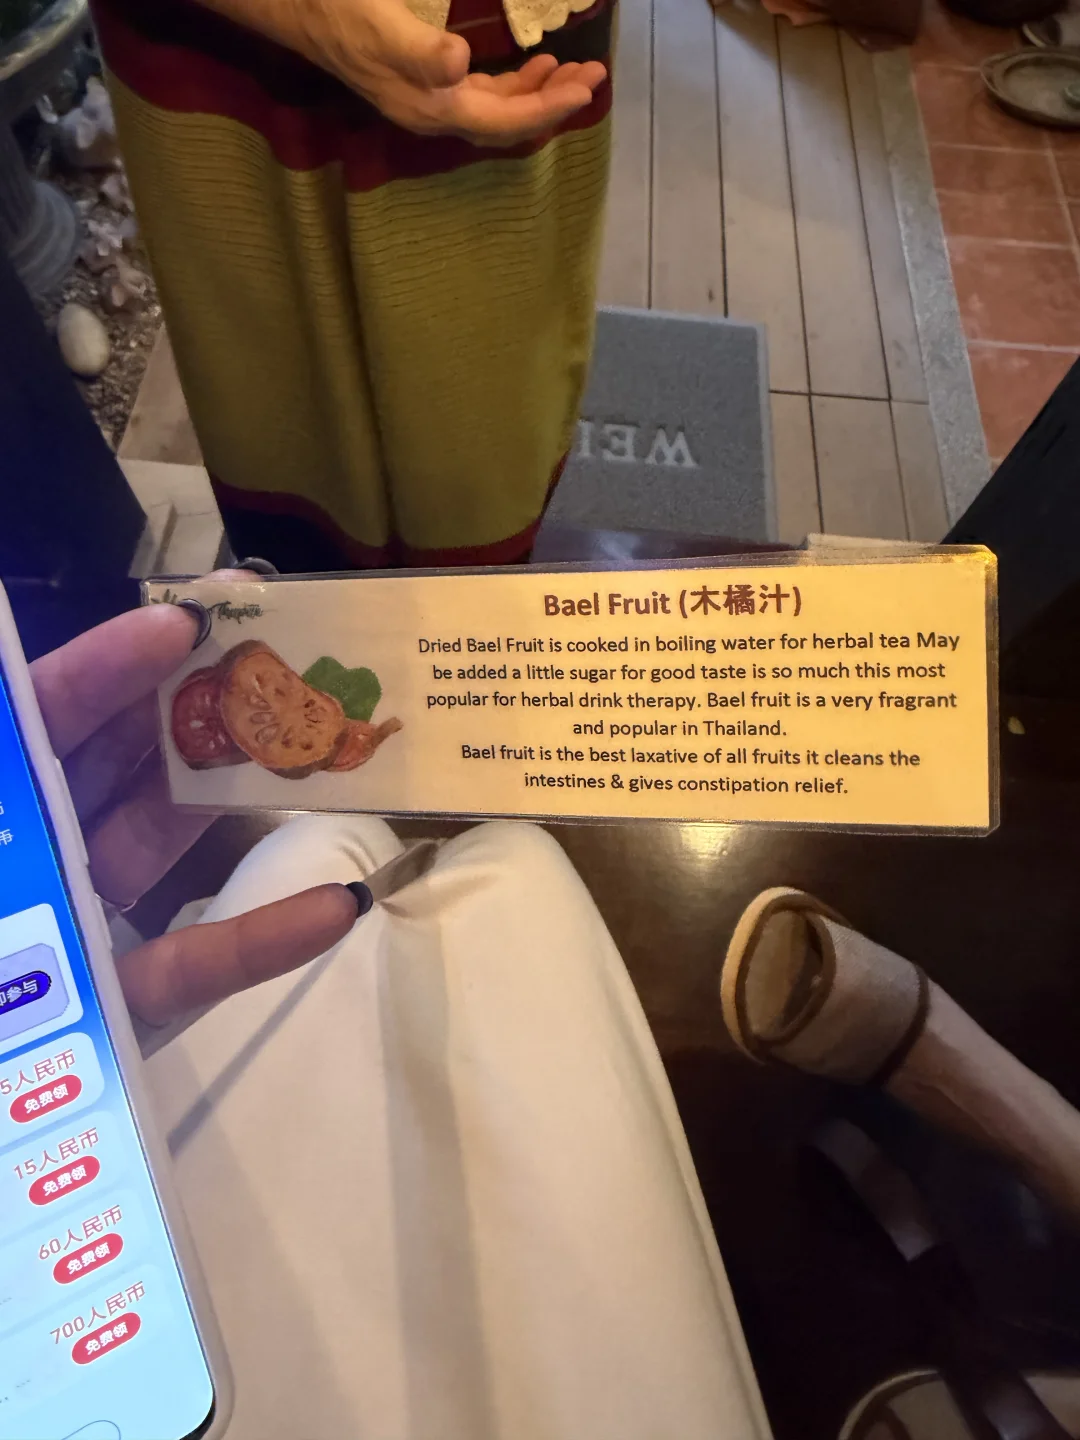 WEL
Bael Fruit (木橘汁)
Dried Bael Fruit is cooked in boiling water for herbal tea May
be added a little sugar for good taste is so much this most
popular for herbal drink therapy. Bael fruit is a very fragrant
and popular in Thailand.
Bael fruit is the best laxative of all fruits it cleans the
intestines & gives constipation relief.
即参与
5人民币
免费领
15人民币
免费领
60人民币
免费领
700人民币
免费领